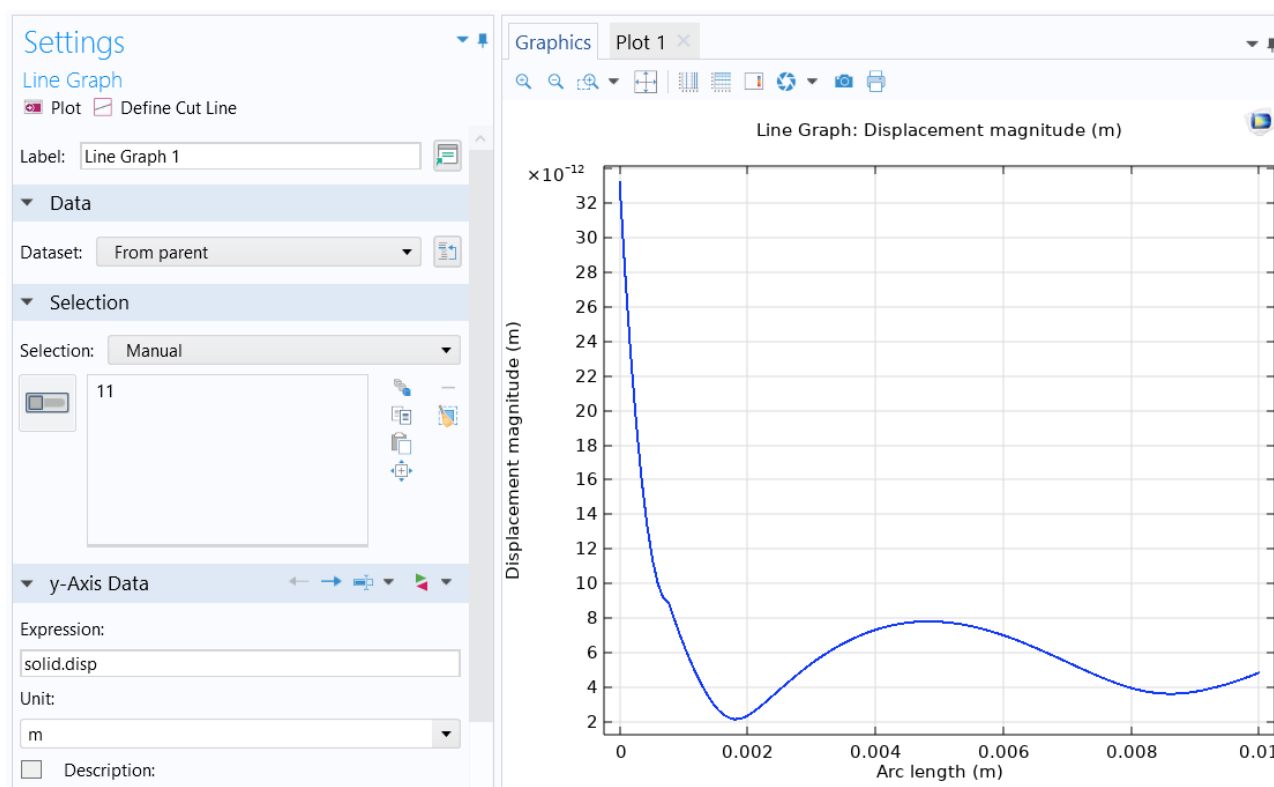 Settings
Line Graph
Plot Define Cut Line
Label: Line Graph 1
Data
Dataset: From parent
Selection
Selection: Manual
11
y-Axis Data
Expression:
solid.disp
Unit:
m
Description:
Graphics Plot 1
Line Graph: Displacement magnitude (m)
×10⁻¹²
32
30
28
26
24
22
20
18
16
14
12
10
8
6
4
2
Displacement magnitude (m)
0 0.002 0.004 0.006 0.008 0.01
Arc length (m)